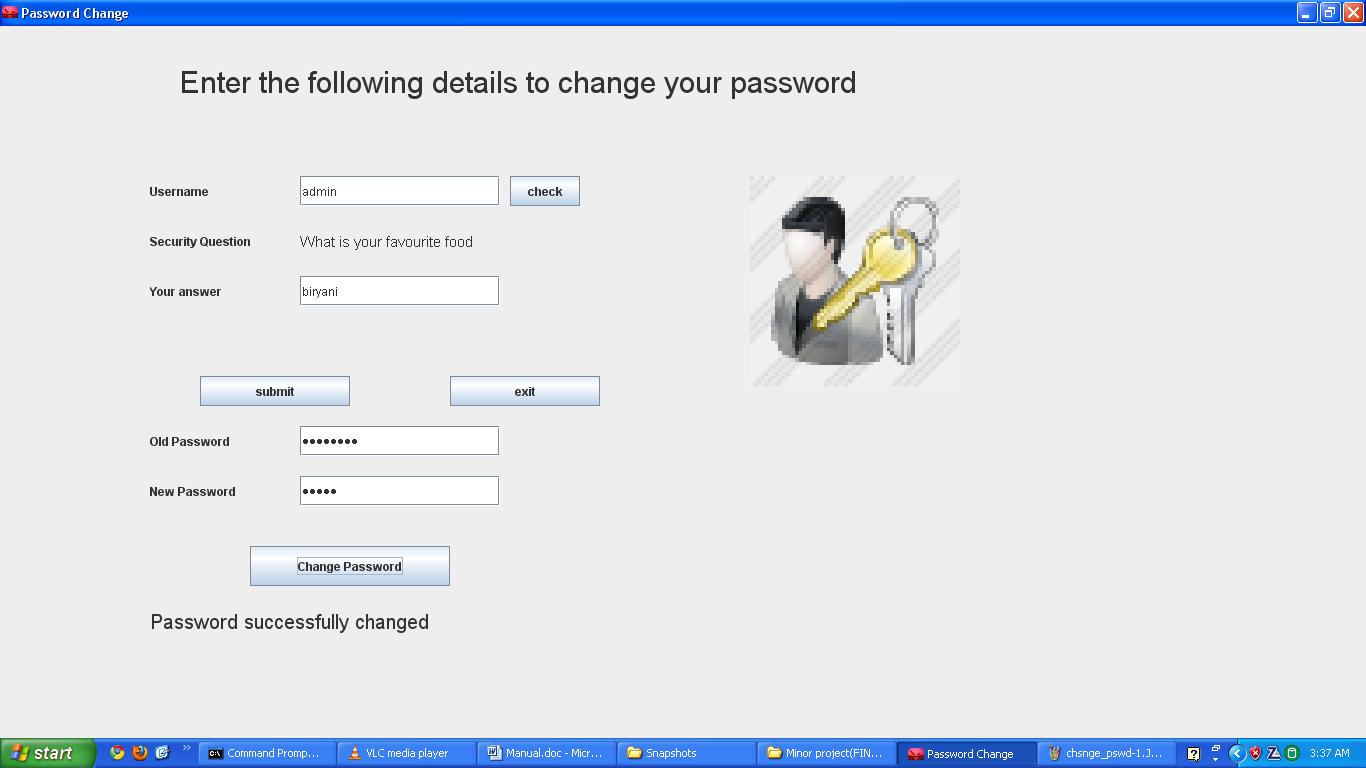 Password Change
Enter the following details to change your password
Username admin check
Security Question What is your favourite food
Your answer biryani
submit exit
Old Password ••••••••
New Password •••••
Change Password
Password successfully changed
start Command Promp... VLC media player Manual.doc - Micr... Snapshots Minor project(FIN... Password Change chsnge_pswd-1.J... 3:37 AM